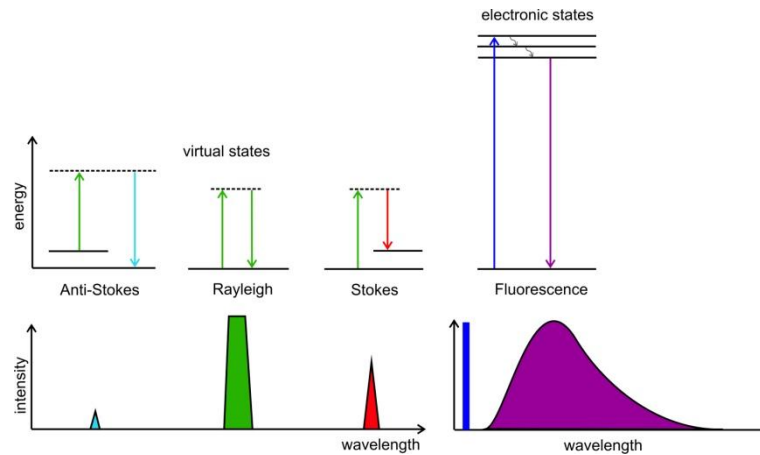 electronic states
virtual states
energy
Anti-Stokes
Rayleigh
Stokes
Fluorescence
intensity
wavelength
wavelength